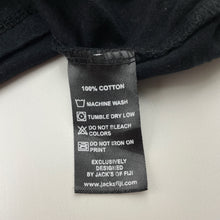 100% COTTON
MACHINE WASH
TUMBLE DRY LOW
DO NOT BLEACH
COLORS
DO NOT IRON ON
PRINT
EXCLUSIVELY
DESIGNED
BY JACK'S OF FIJI
www.jacksfiji.com